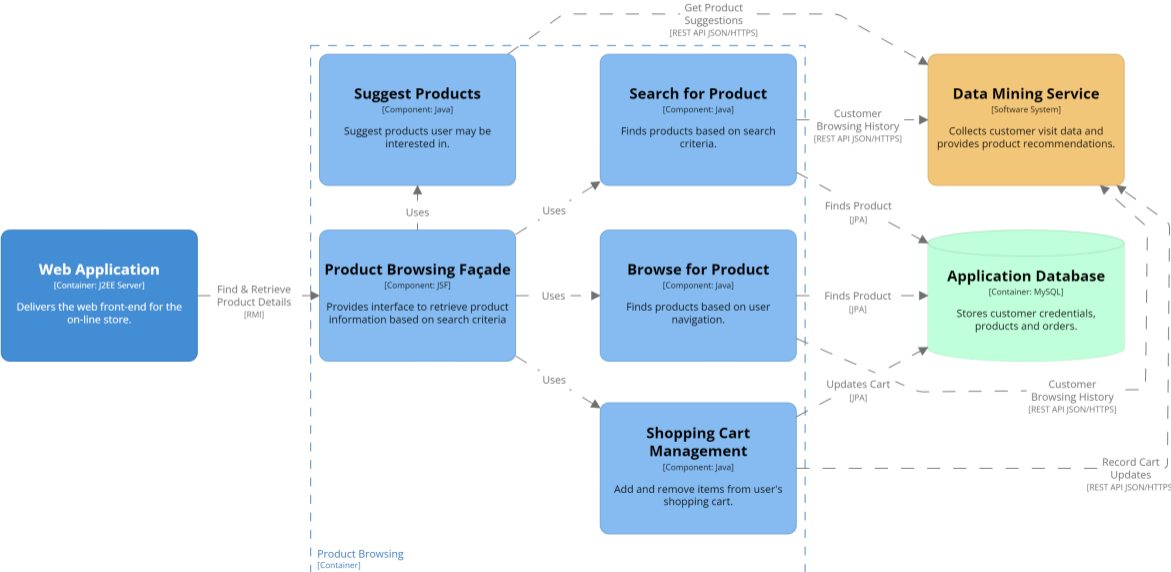 Get Product
Suggestions
[REST API JSON/HTTPS]
Suggest Products
[Component: Java]
Suggest products user may be
interested in.
Search for Product
[Component: Java]
Finds products based on search
criteria.
Customer
Browsing History
[REST API JSON/HTTPS]
Data Mining Service
[Software System]
Collects customer visit data and
provides product recommendations.
Uses
Uses
Finds Product
[JPA]
Web Application
[Container: J2EE Server]
Delivers the web front-end for the
on-line store.
Find & Retrieve
Product Details
[RMI]
Product Browsing Façade
[Component: JSF]
Provides interface to retrieve product
information based on search criteria
Uses
Browse for Product
[Component: Java]
Finds products based on user
navigation.
Finds Product
[JPA]
Application Database
[Container: MySQL]
Stores customer credentials,
products and orders.
Uses
Updates Cart
[JPA]
Customer
Browsing History
[REST API JSON/HTTPS]
Shopping Cart
Management
[Component: Java]
Add and remove items from user's
shopping cart.
Record Cart
Updates
[REST API JSON/HTTPS
Product Browsing
[Container]